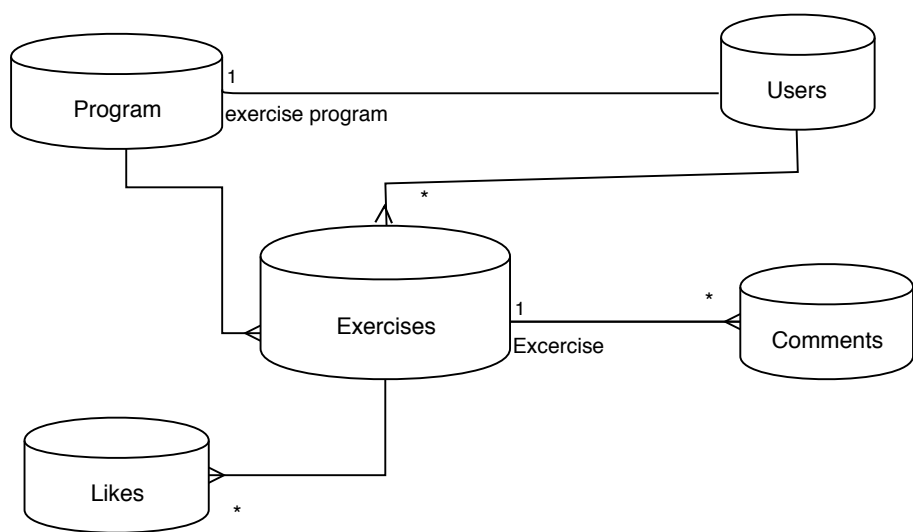 Program
1
exercise program
Users
*
Exercises
1
Excercise
*
Comments
Likes
*